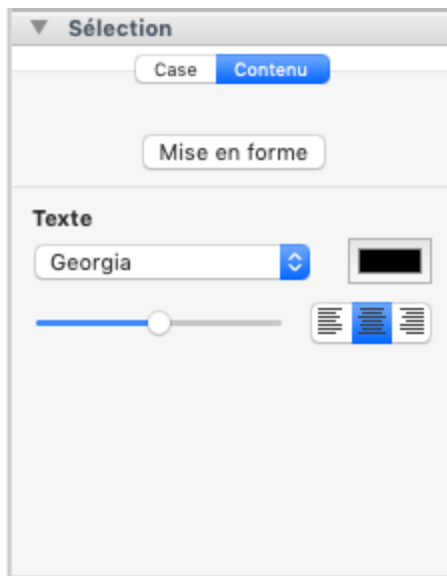 Sélection
Case Contenu
Mise en forme
Texte
Georgia